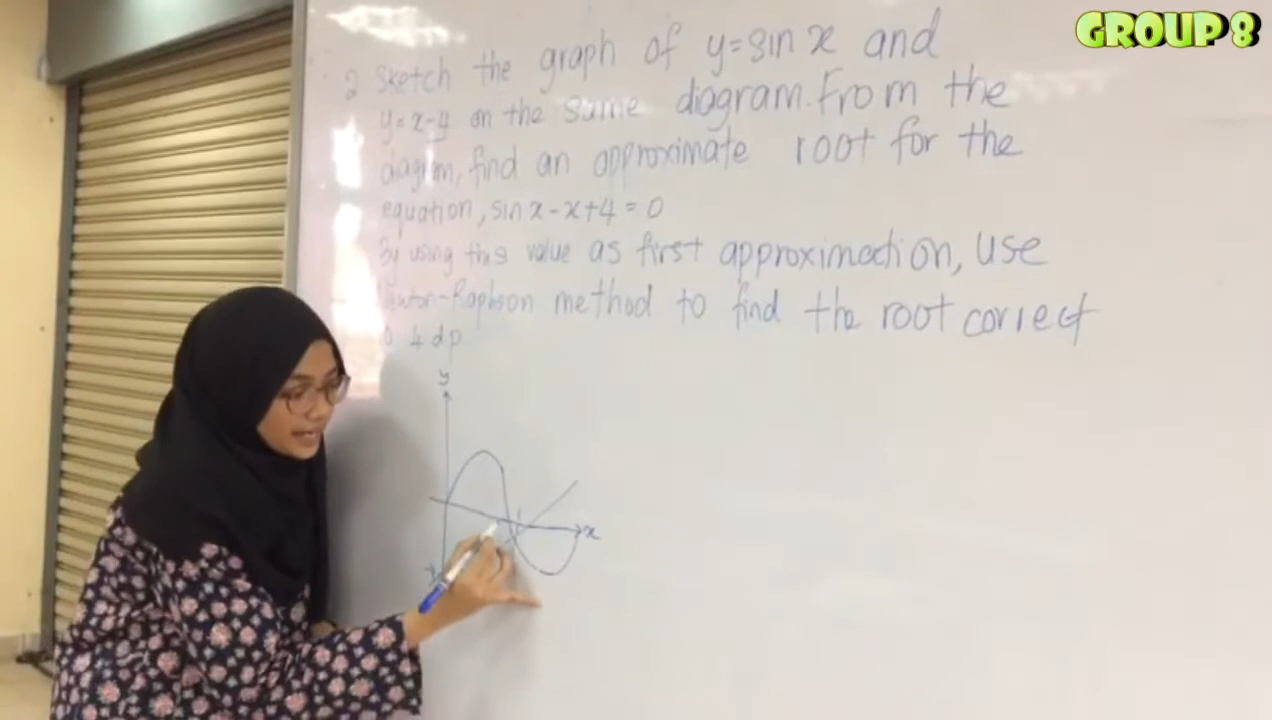 GROUP 8
2 Sketch the graph of y=sin x and
y=x-4 on the same diagram. From the
diagram, find an approximate root for the
equation, sin x-x+4=0
By using this value as first approximation, use
Newton-Raphson method to find the root correct
to 4 dp
y
x